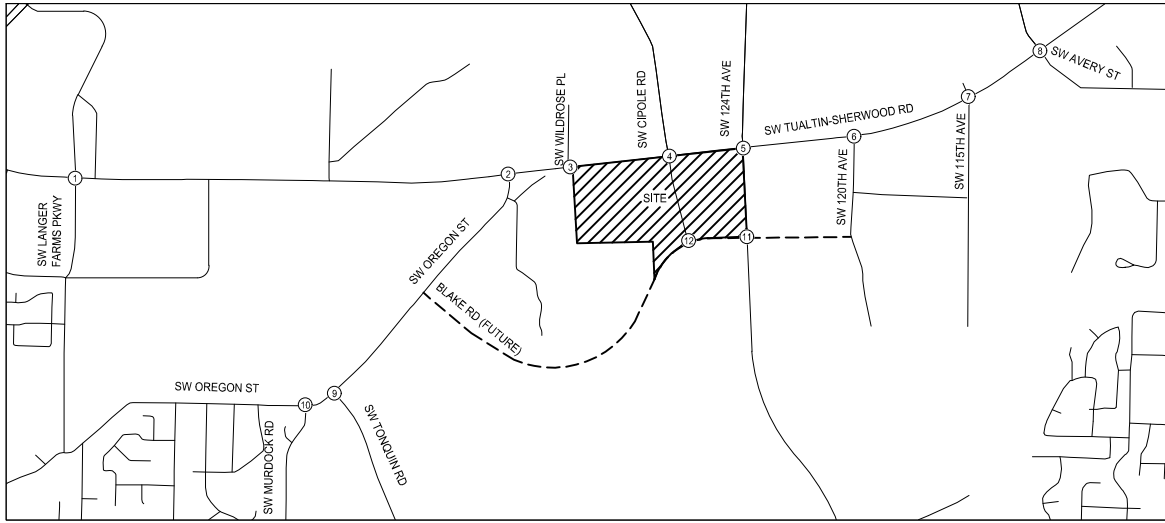 8
SW AVERY ST
SW WILDROSE PL
SW CIPOLE RD
SW 124TH AVE
SW TUALTIN-SHERWOOD RD
7
6
5
4
3
2
1
SW 115TH AVE
SW 120TH AVE
SITE
SW LANGER
FARMS PKWY
SW OREGON ST
12
11
BLAKE RD (FUTURE)
SW OREGON ST
10
9
SW MURDOCK RD
SW TONQUIN RD